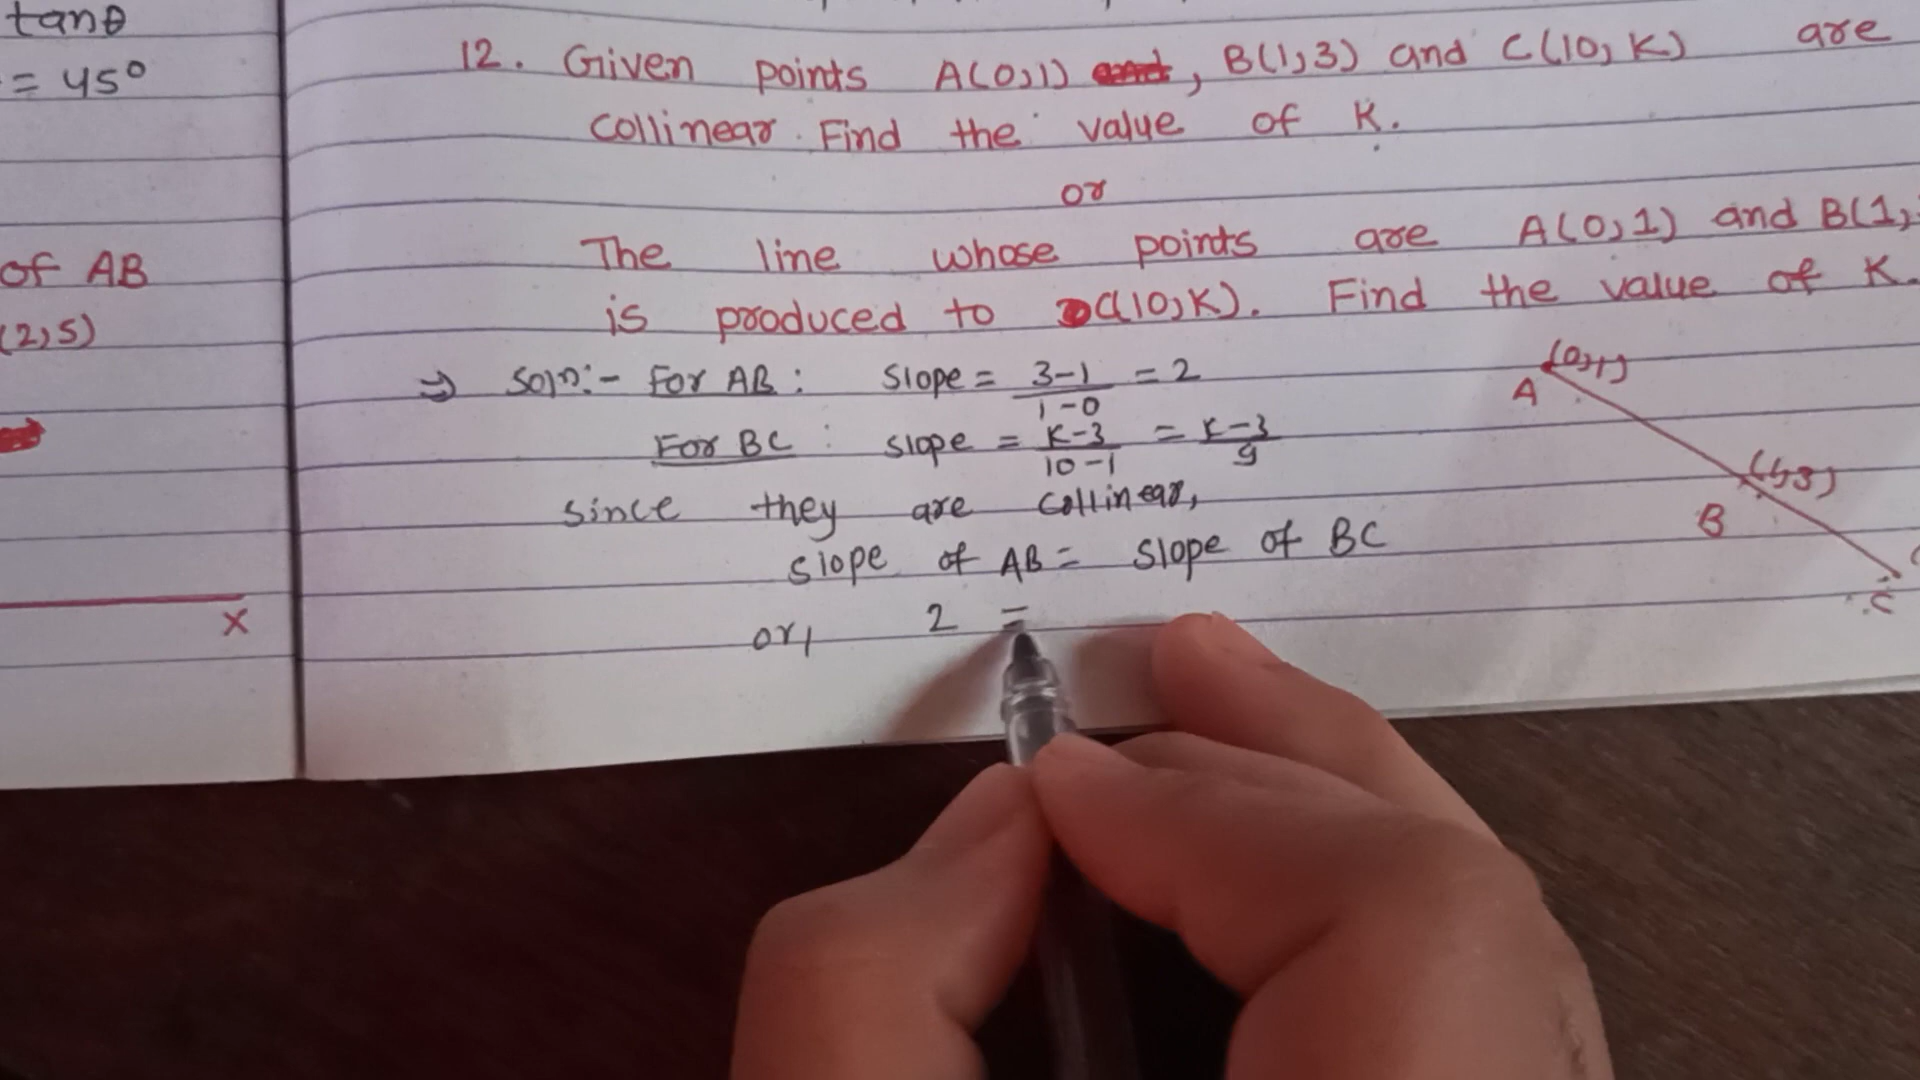 tanθ
= 45°
of AB
(2,5)
x
12. Given points A(0,1) , B(1,3) and C(10, K) are
collinear. Find the value of K.
or
The line whose points are A(0,1) and B(1,
is produced to C(10,K). Find the value of K.
⇒ Soln:- For AB: Slope = 3-1/1-0 = 2
For BC: slope = K-3/10-1 = K-3/9
since they are collinear,
slope of AB = slope of BC
or, 2 =
(0,1)
A
(1,3)
B
C